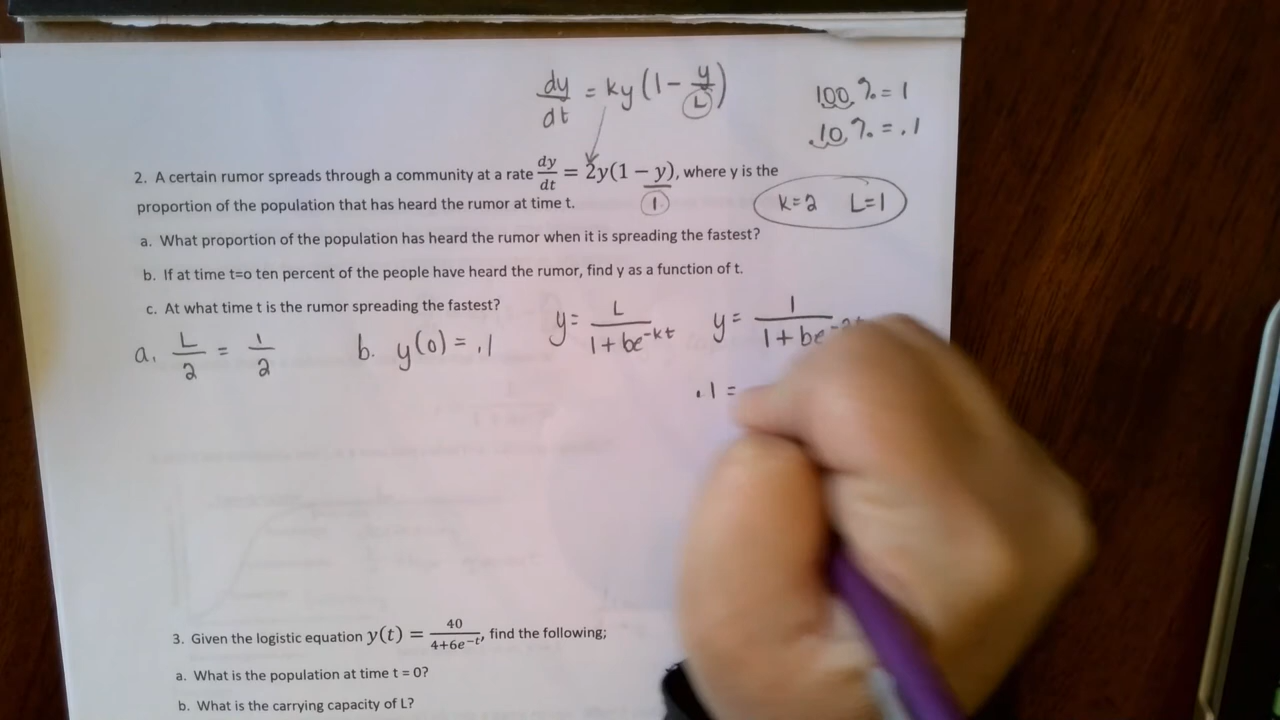 dy/dt = ky(1 - y/L)
100.% = 1
.10.% = .1
2. A certain rumor spreads through a community at a rate dy/dt = 2y(1 − y), where y is the
1
proportion of the population that has heard the rumor at time t.
k=2 L=1
a. What proportion of the population has heard the rumor when it is spreading the fastest?
b. If at time t=o ten percent of the people have heard the rumor, find y as a function of t.
c. At what time t is the rumor spreading the fastest?
a. L/2 = 1/2
b. y(0) = .1
y = L/(1+be^-kt)
y = 1/(1+be
.1 =
3. Given the logistic equation y(t) = 40/(4+6e^−t), find the following;
a. What is the population at time t = 0?
b. What is the carrying capacity of L?